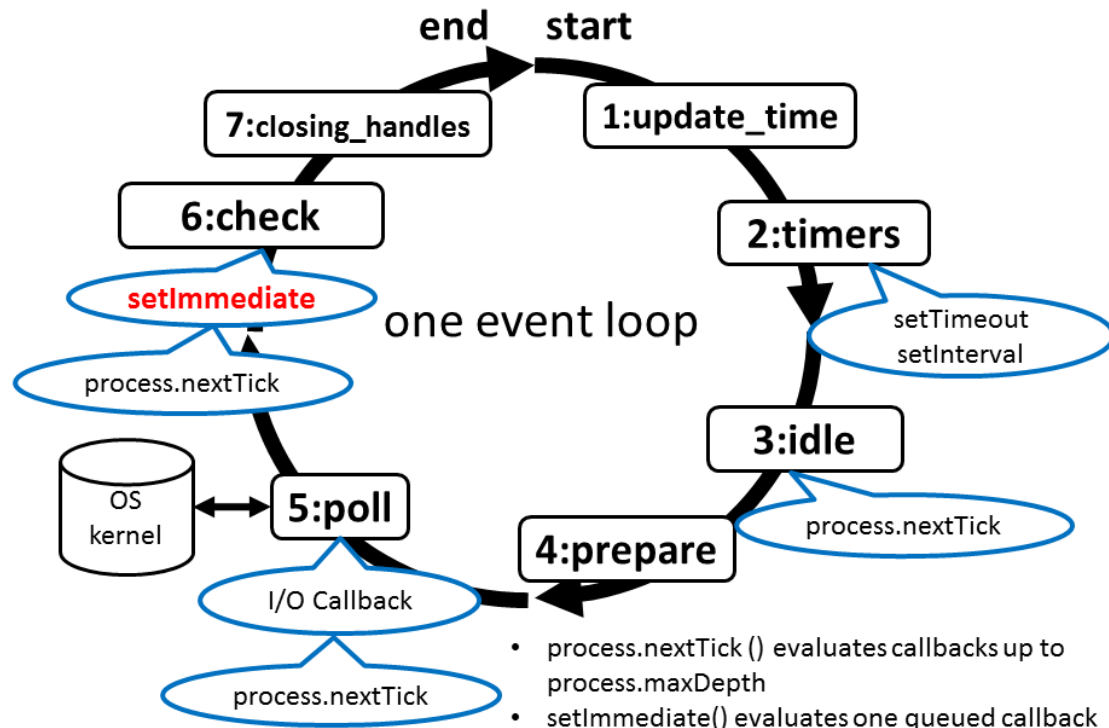 end start
1:update_time
2:timers
setTimeout
setInterval
3:idle
process.nextTick
4:prepare
5:poll
I/O Callback
process.nextTick
OS
kernel
6:check
setImmediate
process.nextTick
7:closing_handles
one event loop
• process.nextTick () evaluates callbacks up to
process.maxDepth
• setImmediate() evaluates one queued callback